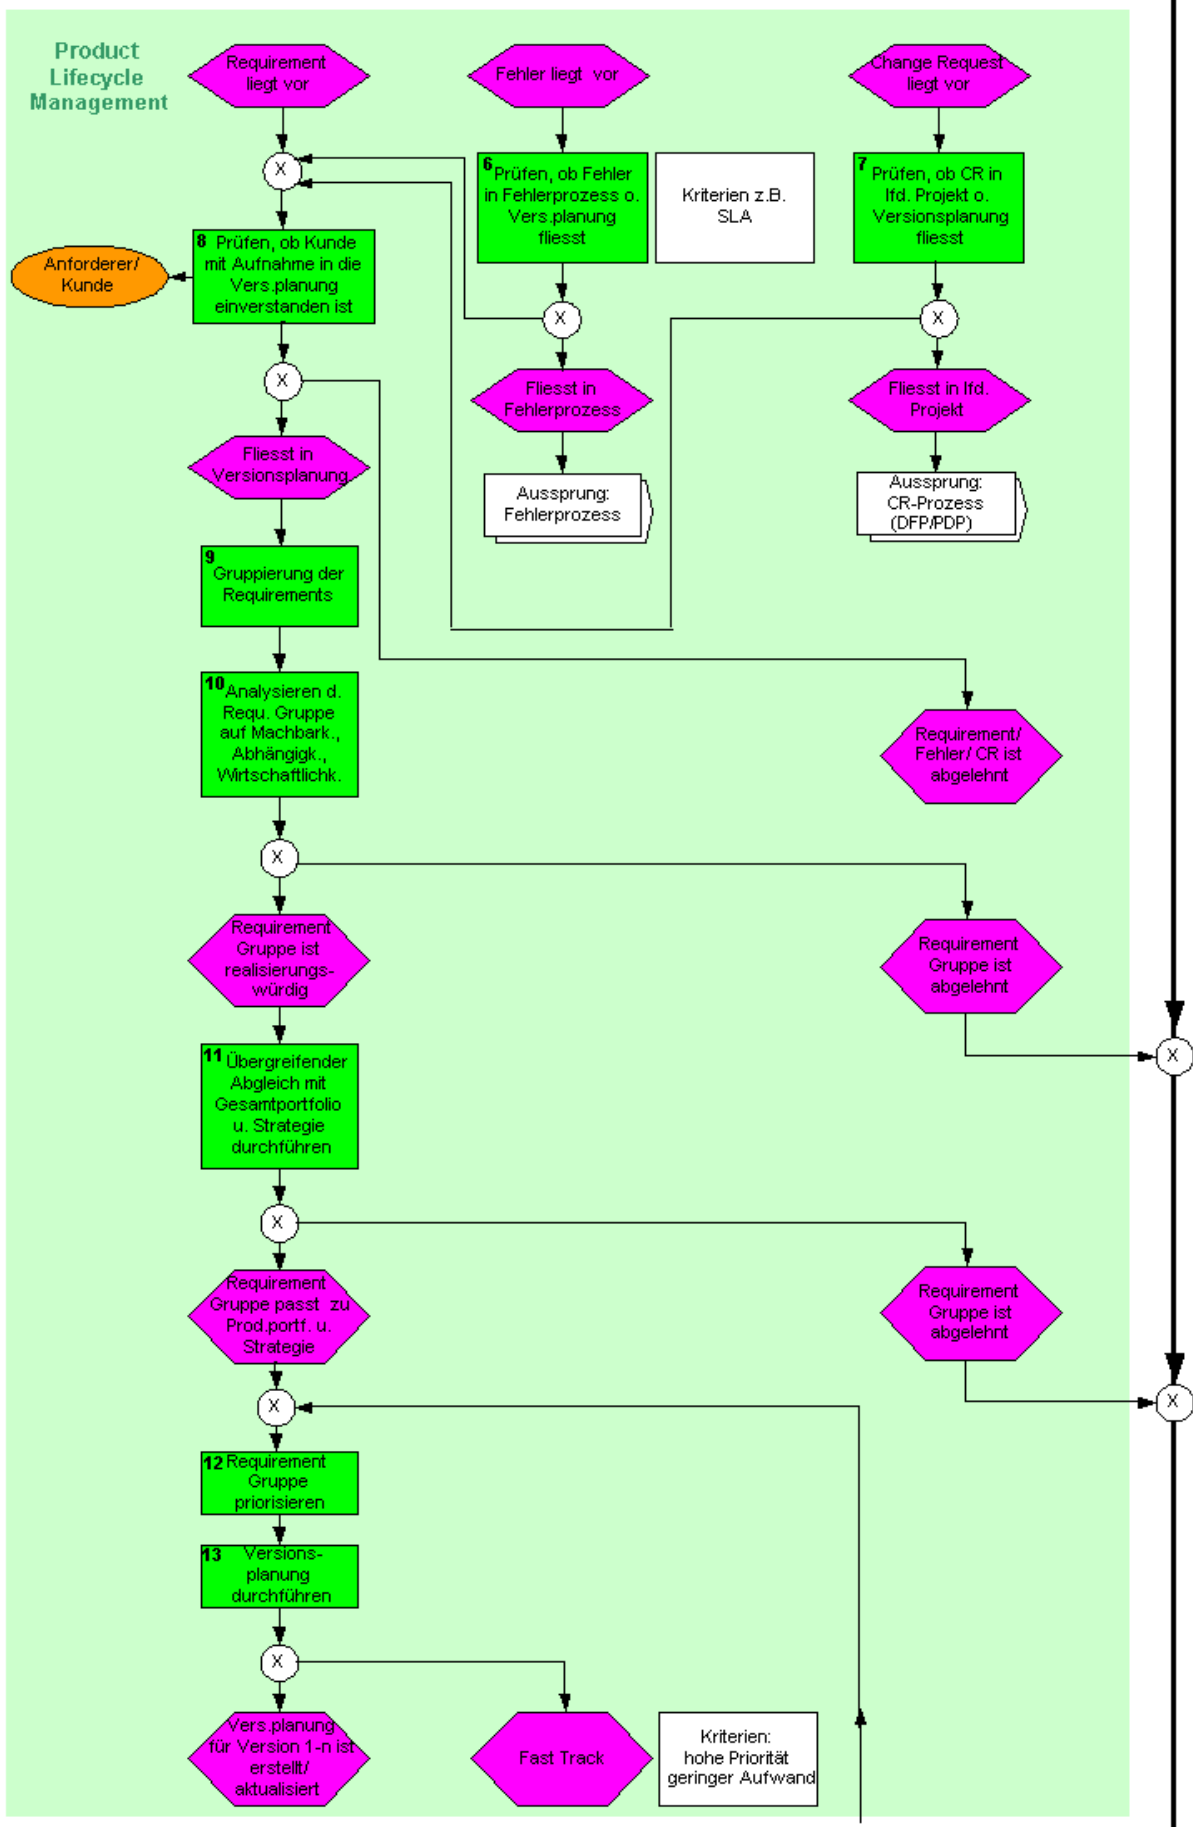 Product
Lifecycle
Management
Requirement
liegt vor
Fehler liegt vor
Change Request
liegt vor
X
6
Prüfen, ob Fehler
in Fehlerprozess o.
Vers.planung
fliesst
Kriterien z.B.
SLA
7
Prüfen, ob CR in
lfd. Projekt o.
Versionsplanung
fliesst
8 Prüfen, ob Kunde
mit Aufnahme in die
Vers.planung
einverstanden ist
Anforderer/
Kunde
X
X
X
Fliesst in
Fehlerprozess
Fliesst in lfd.
Projekt
Fliesst in
Versionsplanung
Aussprung:
Fehlerprozess
Aussprung:
CR-Prozess
(DFP/PDP)
9
Gruppierung der
Requirements
10 Analysieren d.
Requ. Gruppe
auf Machbark.,
Abhängigk.,
Wirtschaftlichk.
Requirement/
Fehler/ CR ist
abgelehnt
X
Requirement
Gruppe ist
realisierungs-
würdig
Requirement
Gruppe ist
abgelehnt
X
11 Übergreifender
Abgleich mit
Gesamtportfolio
u. Strategie
durchführen
X
Requirement
Gruppe passt zu
Prod.portf. u.
Strategie
Requirement
Gruppe ist
abgelehnt
X
X
12 Requirement
Gruppe
priorisieren
13 Versions-
planung
durchführen
X
Vers.planung
für Version 1-n ist
erstellt/
aktualisiert
Fast Track
Kriterien:
hohe Priorität
geringer Aufwand